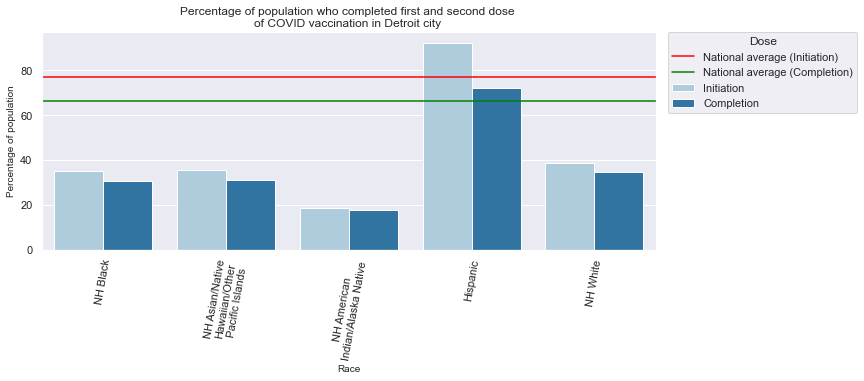 Percentage of population who completed first and second dose
of COVID vaccination in Detroit city
Percentage of population
80
60
40
20
0
NH Black
NH Asian/Native
Hawaiian/Other
Pacific Islands
NH American
Indian/Alaska Native
Hispanic
NH White
Race
Dose
National average (Initiation)
National average (Completion)
Initiation
Completion